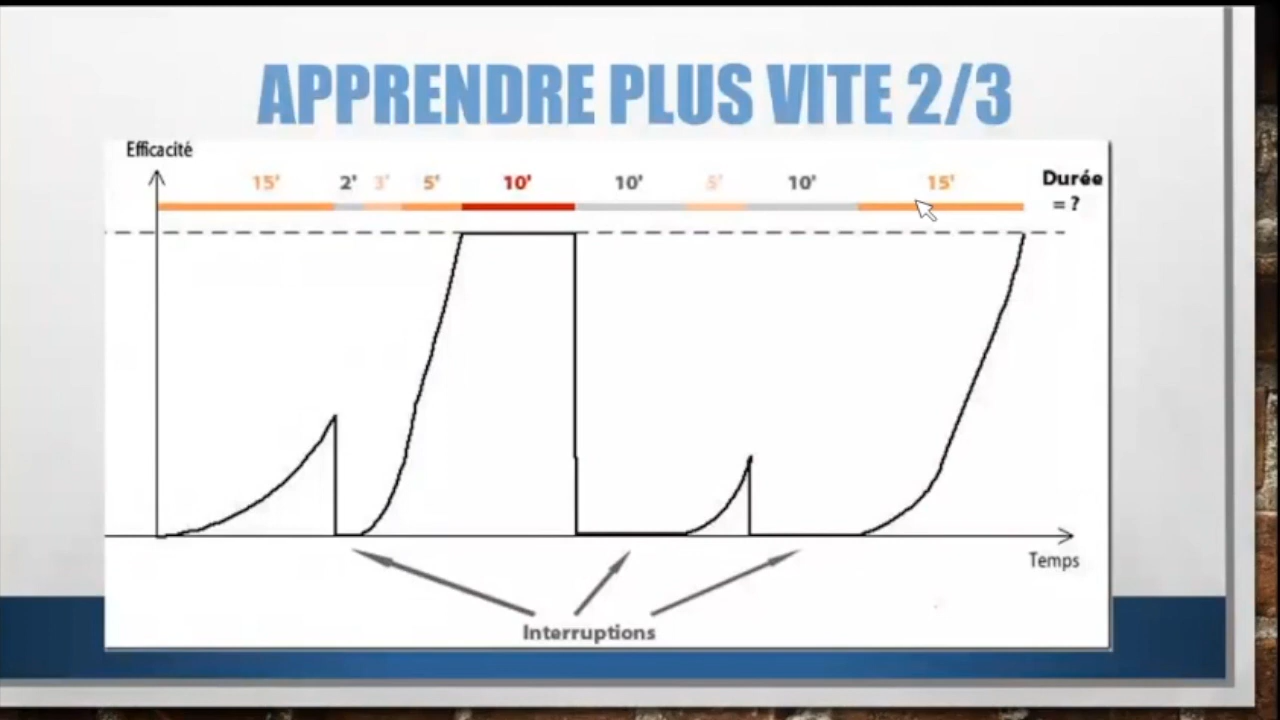 APPRENDRE PLUS VITE 2/3
Efficacité
15' 2' 3' 5' 10' 10' 5' 10' 15' Durée
= ?
Temps
Interruptions